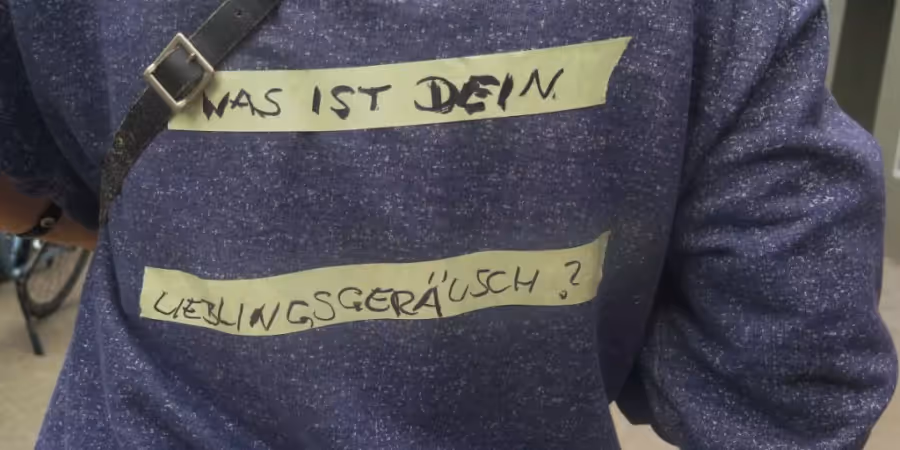 WAS IST DEIN
LIEBLINGSGERÄUSCH?